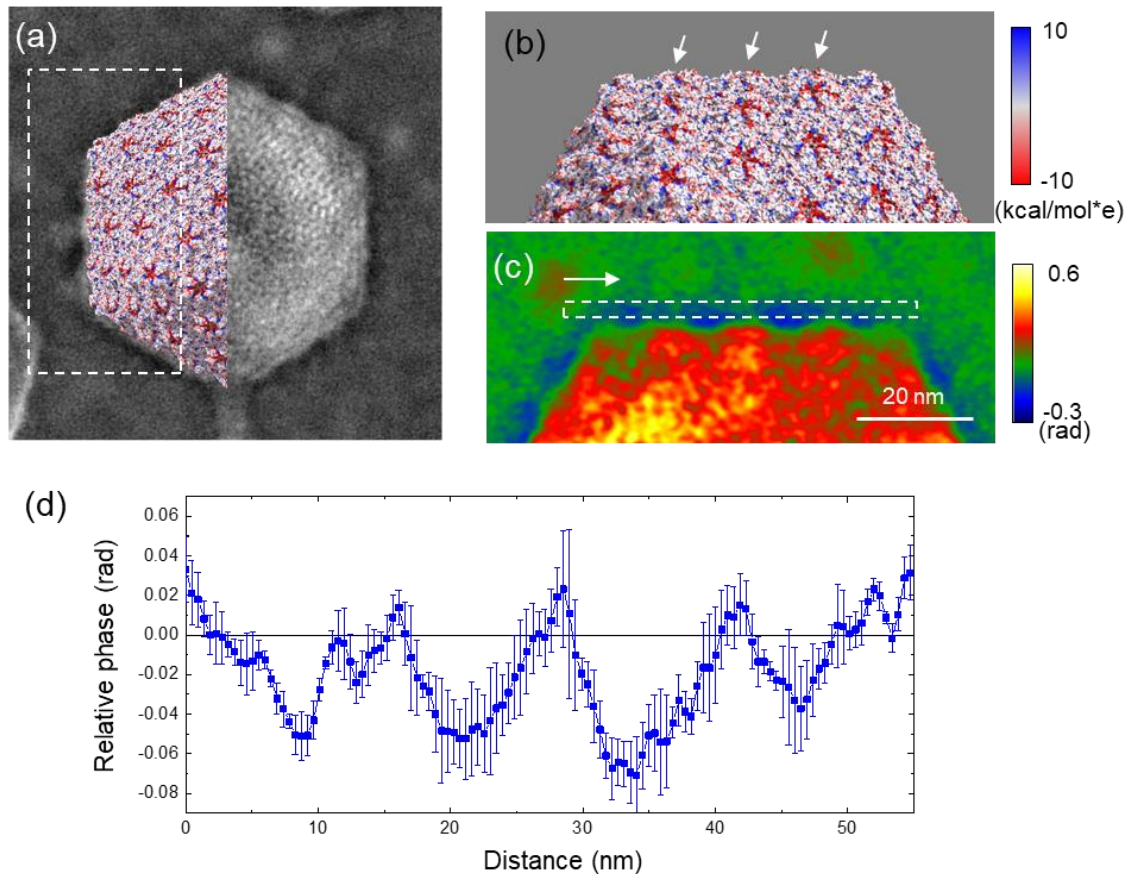 (a)
(b)
10
-10
(kcal/mol*e)
(c)
20 nm
0.6
-0.3
(rad)
(d)
Relative phase (rad)
0.06
0.04
0.02
0.00
-0.02
-0.04
-0.06
-0.08
0 10 20 30 40 50
Distance (nm)